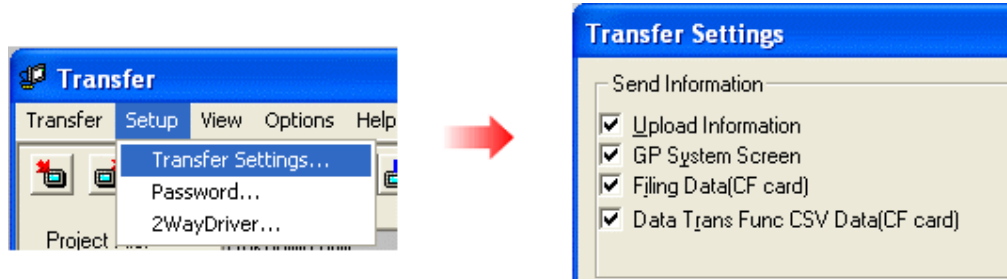 Transfer
Transfer Setup View Options Help
Transfer Settings...
Password...
2WayDriver...
Project
Transfer Settings
Send Information
Upload Information
GP System Screen
Filing Data(CF card)
Data Trans Func CSV Data(CF card)